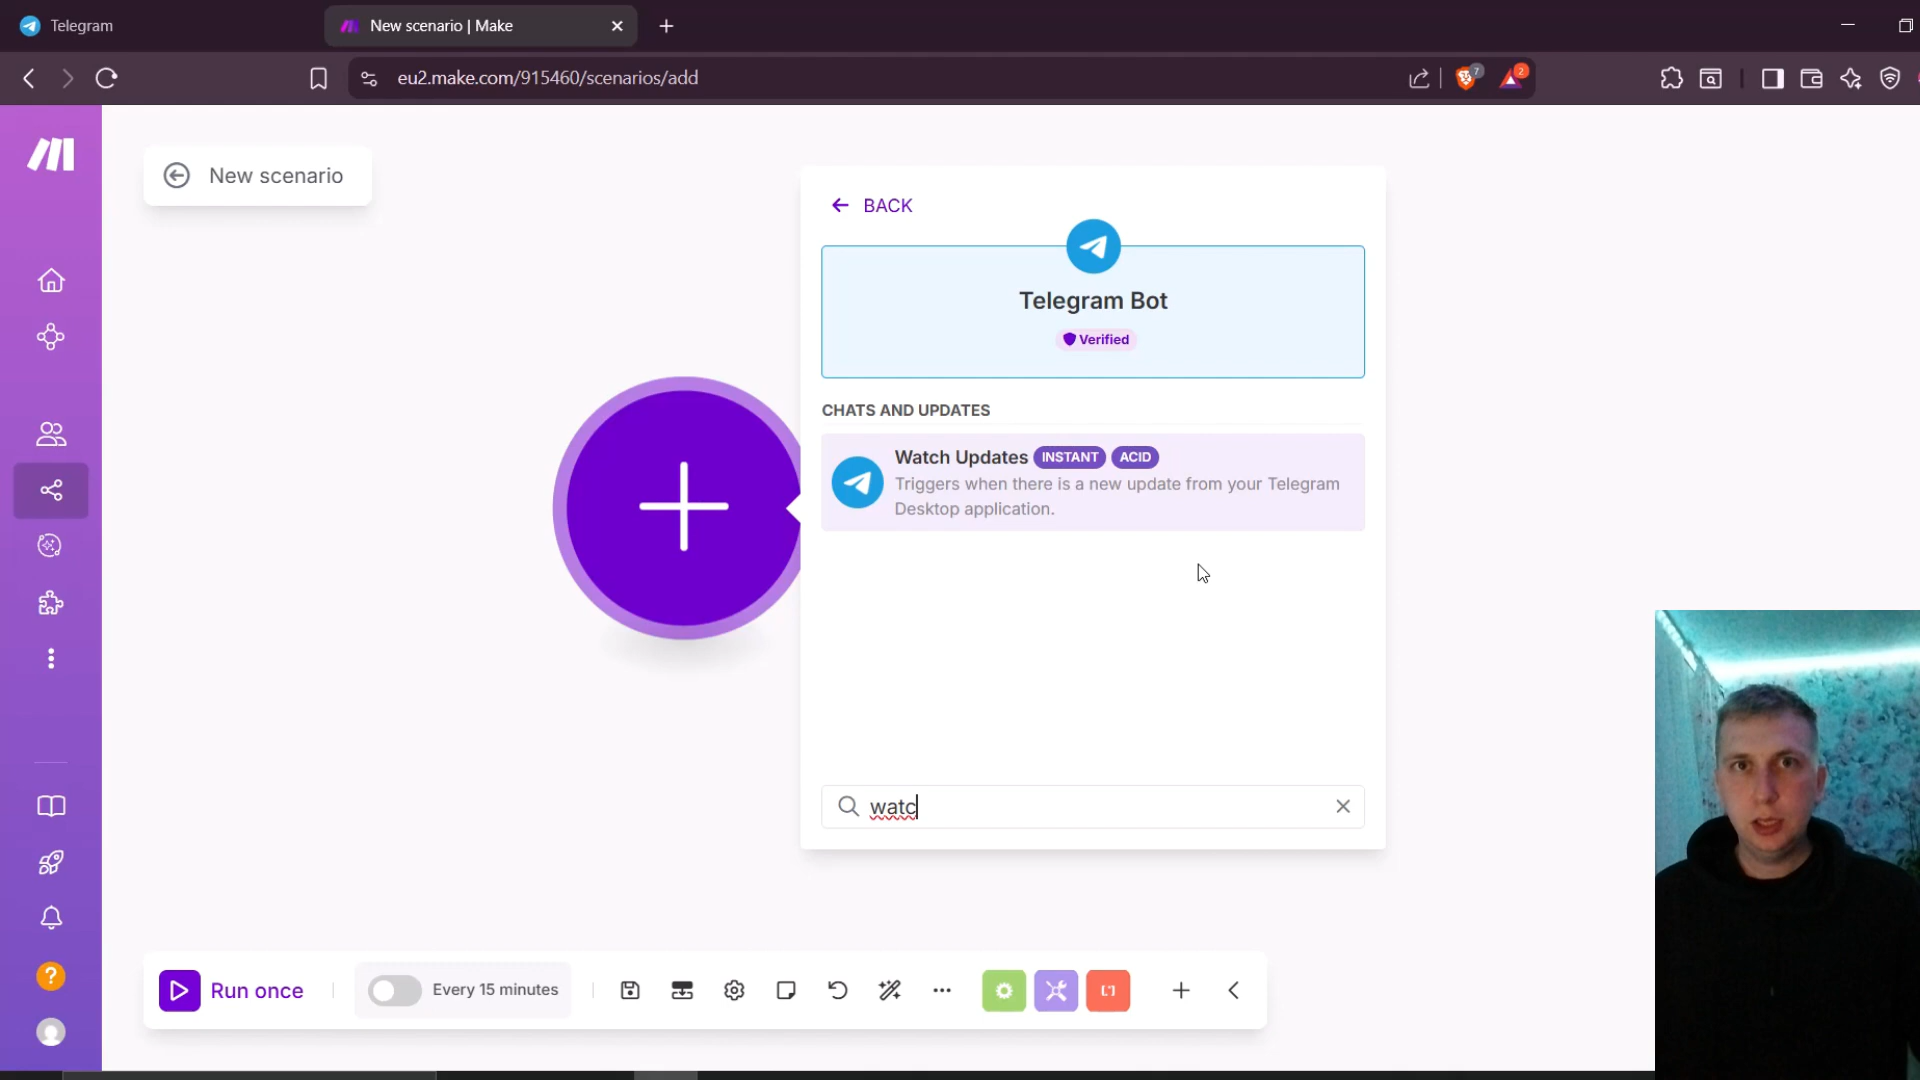 Telegram
New scenario | Make
eu2.make.com/915460/scenarios/add
7
2
New scenario
BACK
Telegram Bot
Verified
CHATS AND UPDATES
Watch Updates INSTANT ACID
Triggers when there is a new update from your Telegram
Desktop application.
watc
Run once
Every 15 minutes